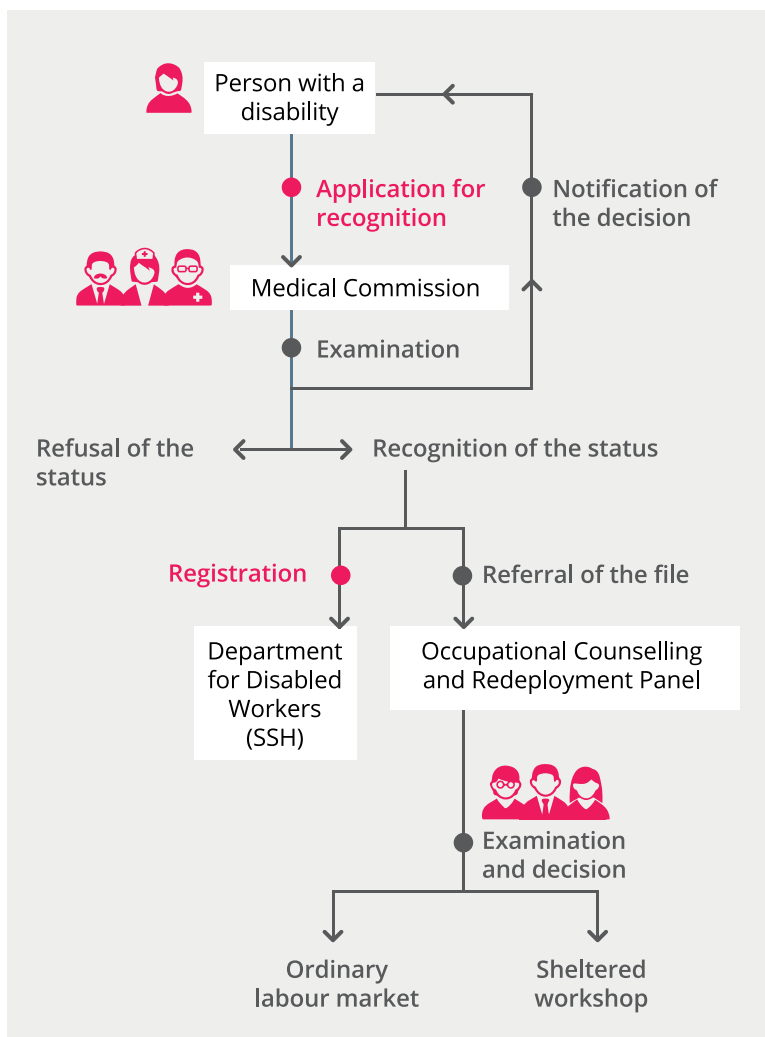 Person with a
disability
Application for
recognition
Notification of
the decision
Medical Commission
Examination
Refusal of the
status
Recognition of the status
Registration
Referral of the file
Department
for Disabled
Workers
(SSH)
Occupational Counselling
and Redeployment Panel
Examination
and decision
Ordinary
labour market
Sheltered
workshop